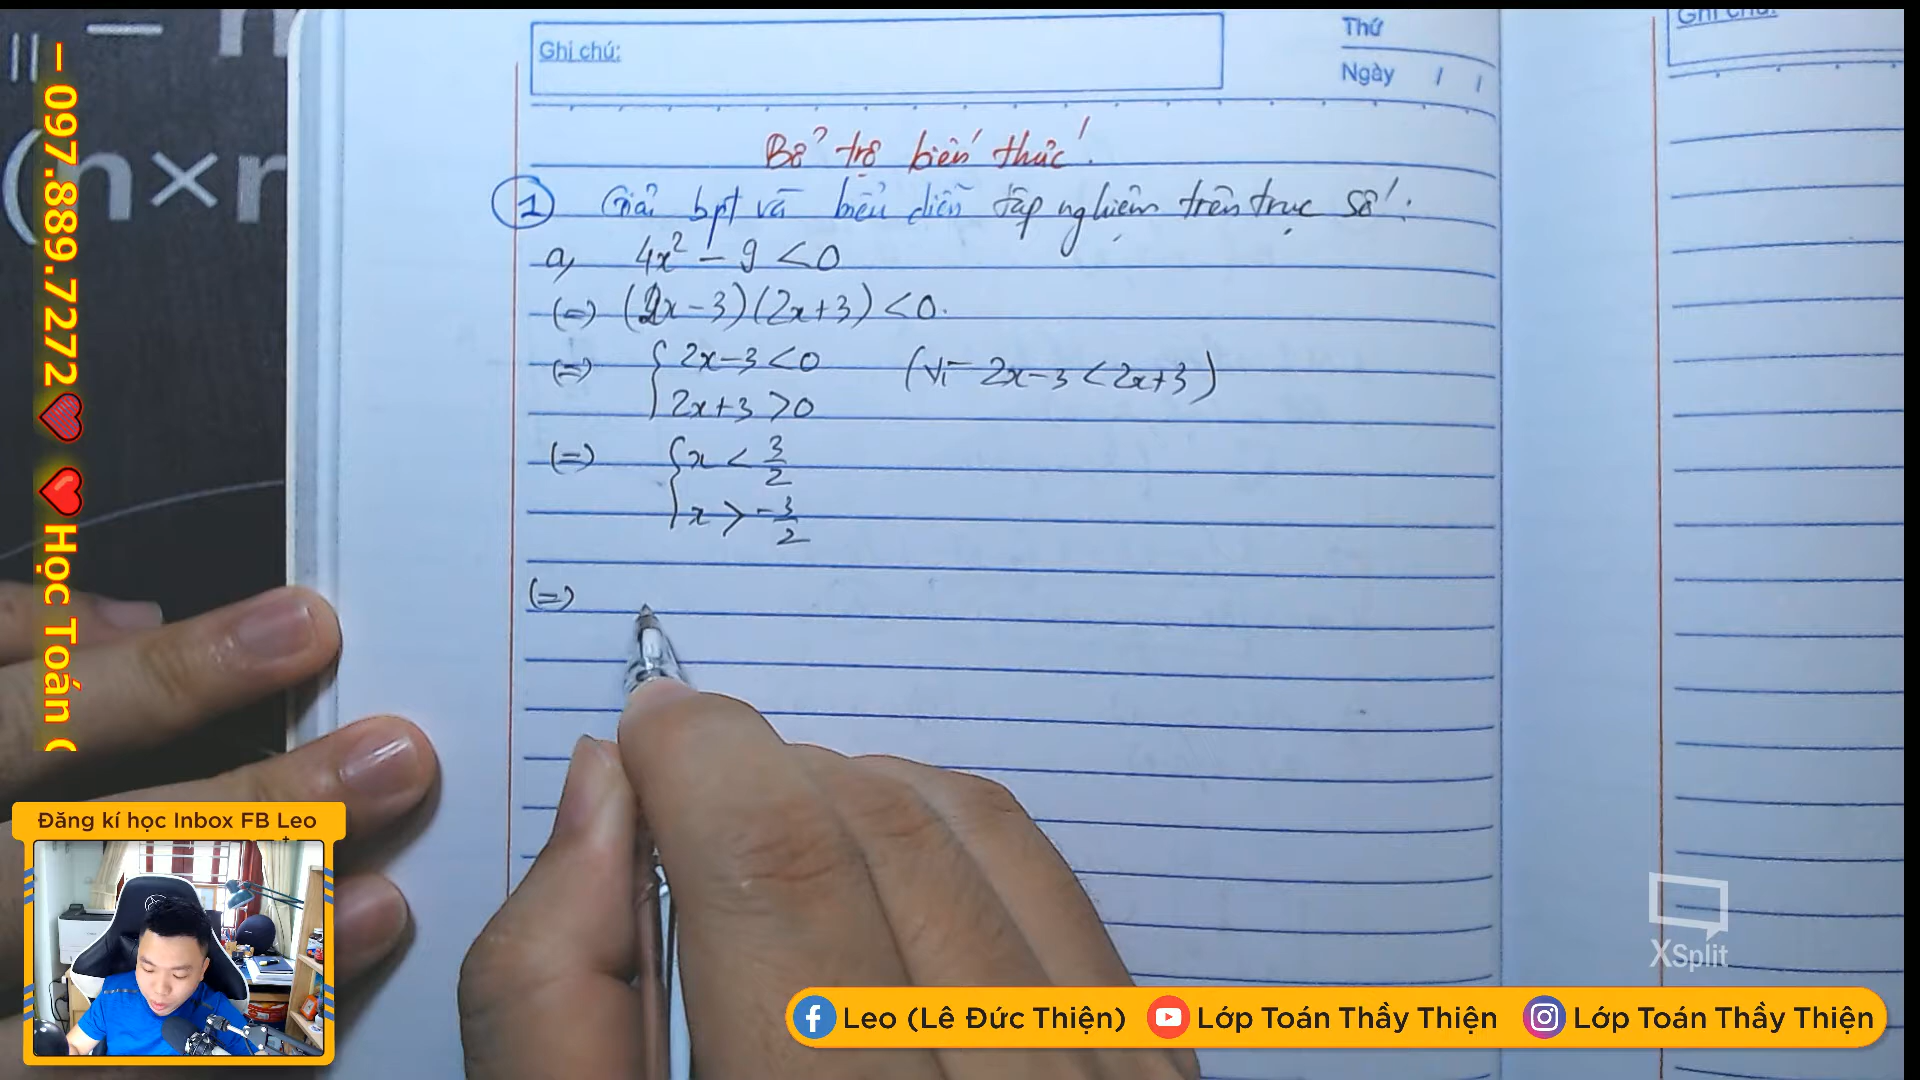 Ghi chú:
Thứ
Ngày / /
Ghi chú:
Bổ trợ kiến thức!
1 Giải bpt và biểu diễn tập nghiệm trên trục số:
a, 4x² - 9 < 0
(=) (2x-3)(2x+3) < 0.
(=) { 2x-3 < 0 (vì 2x-3 < 2x+3)
2x+3 > 0
(=) { x < 3/2
x > -3/2
(=)
– 097.889.7272 ❤ ❤ Học Toán
(n×n
Đăng kí học Inbox FB Leo
XSplit
Leo (Lê Đức Thiện) Lớp Toán Thầy Thiện Lớp Toán Thầy Thiện